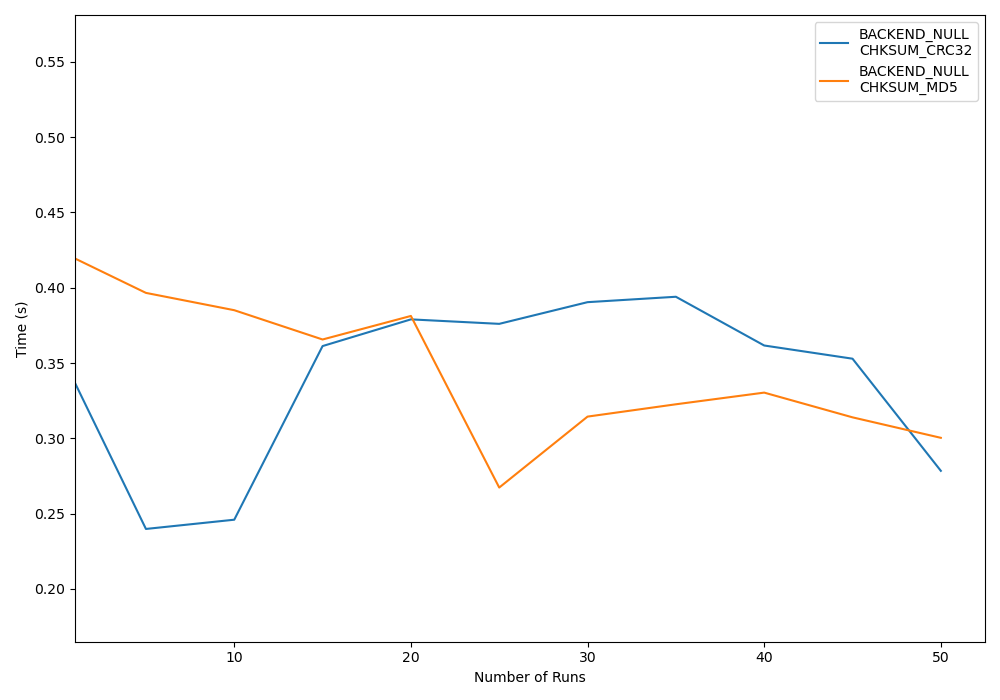 BACKEND_NULL
CHKSUM_CRC32
BACKEND_NULL
CHKSUM_MD5
0.55
0.50
0.45
0.40
0.35
0.30
0.25
0.20
Time (s)
10 20 30 40 50
Number of Runs